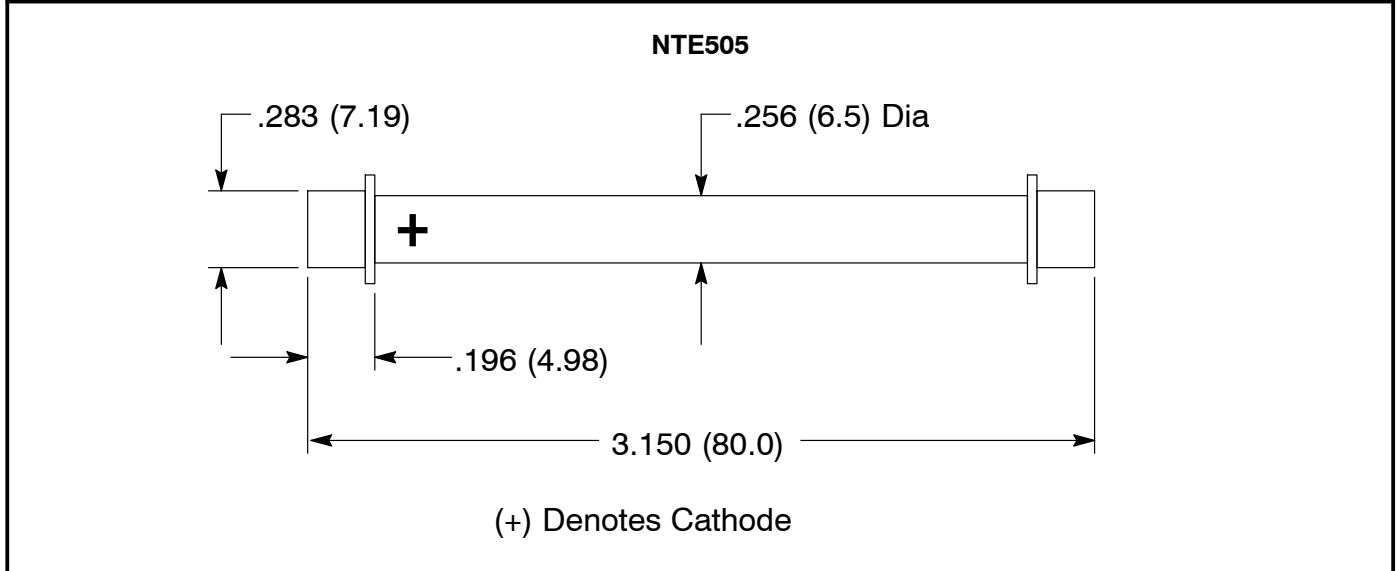 NTE505
.283 (7.19)
.256 (6.5) Dia
+
.196 (4.98)
3.150 (80.0)
(+) Denotes Cathode